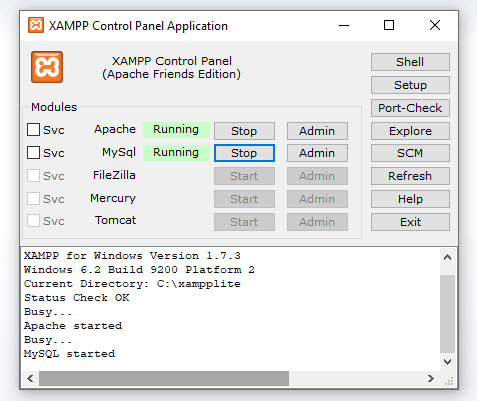 XAMPP Control Panel Application
XAMPP Control Panel
(Apache Friends Edition)
Shell
Setup
Port-Check
Explore
SCM
Refresh
Help
Exit
Modules
Svc Apache Running Stop Admin
Svc MySql Running Stop Admin
Svc FileZilla Start Admin
Svc Mercury Start Admin
Svc Tomcat Start Admin
XAMPP for Windows Version 1.7.3
Windows 6.2 Build 9200 Platform 2
Current Directory: C:\xampplite
Status Check OK
Busy...
Apache started
Busy...
MySQL started